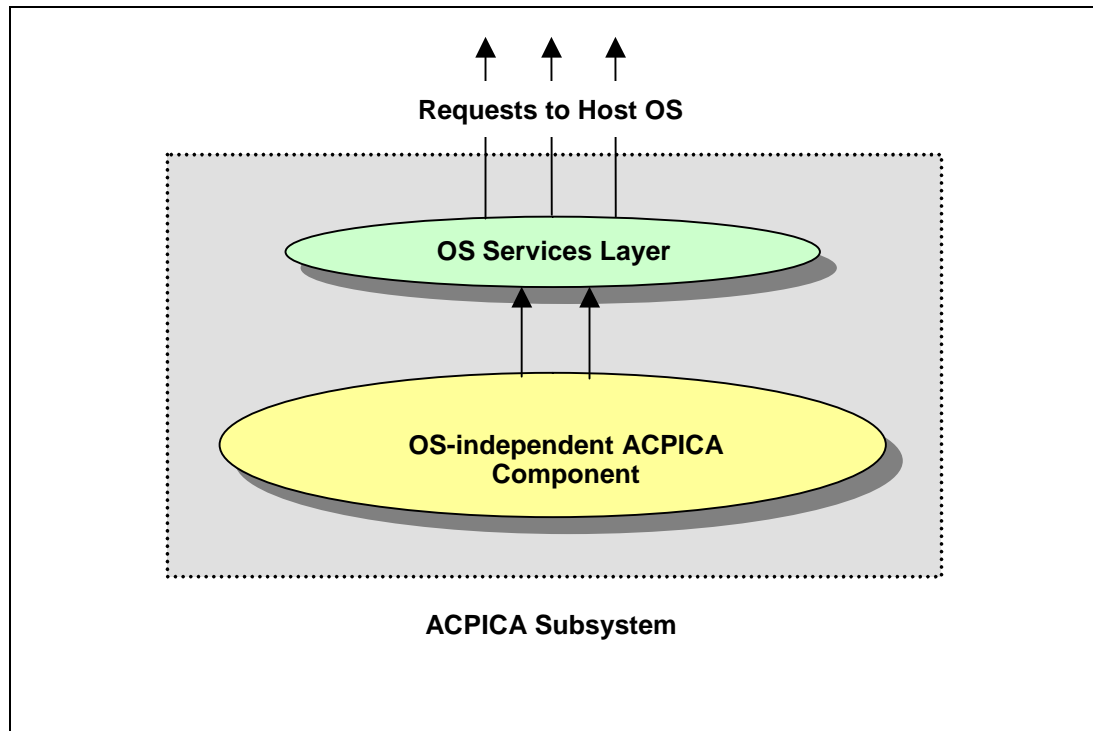 Requests to Host OS
OS Services Layer
OS-independent ACPICA
Component
ACPICA Subsystem